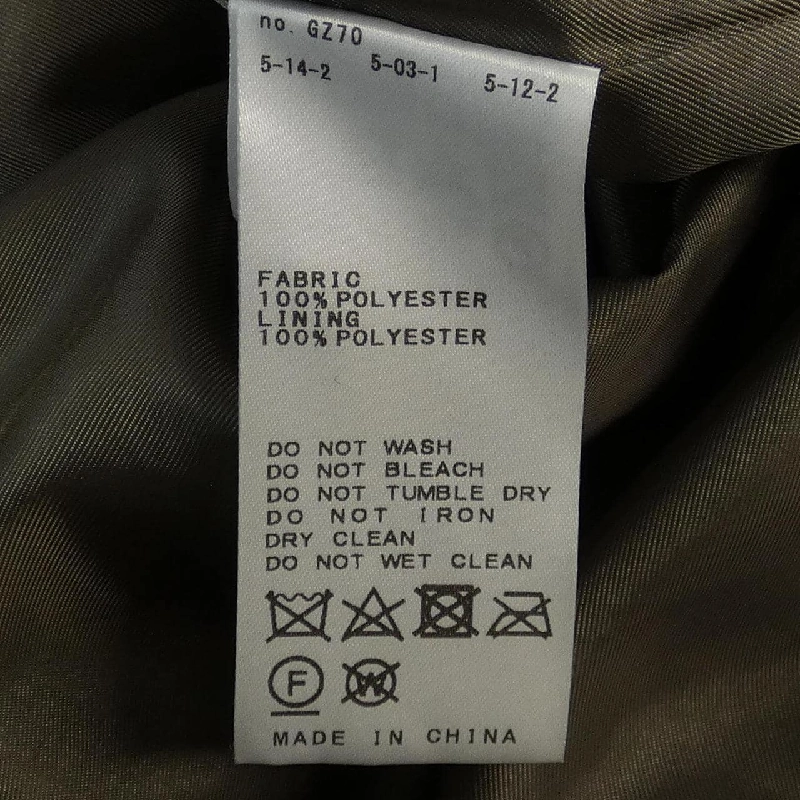 no. GZ70
5-14-2 5-03-1 5-12-2
FABRIC
100% POLYESTER
LINING
100% POLYESTER
DO NOT WASH
DO NOT BLEACH
DO NOT TUMBLE DRY
DO NOT IRON
DRY CLEAN
DO NOT WET CLEAN
F W
MADE IN CHINA